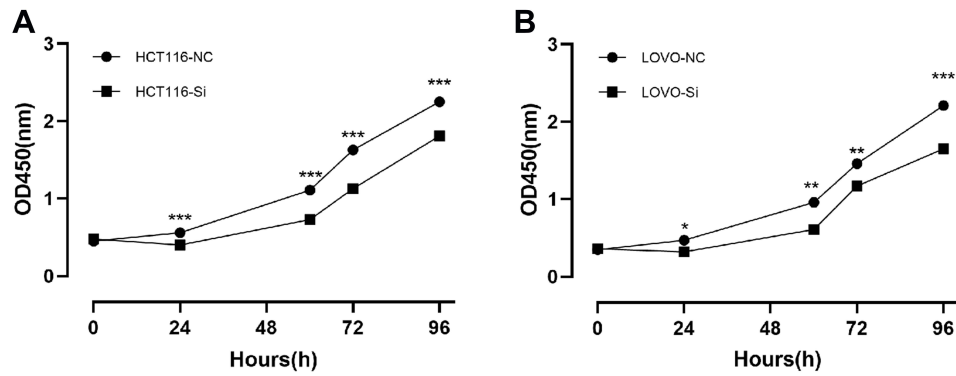 A
3
2
1
0
OD450(nm)
HCT116-NC
HCT116-Si
***
***
***
***
0 24 48 72 96
Hours(h)
B
3
2
1
0
OD450(nm)
LOVO-NC
LOVO-Si
*
**
**
***
0 24 48 72 96
Hours(h)